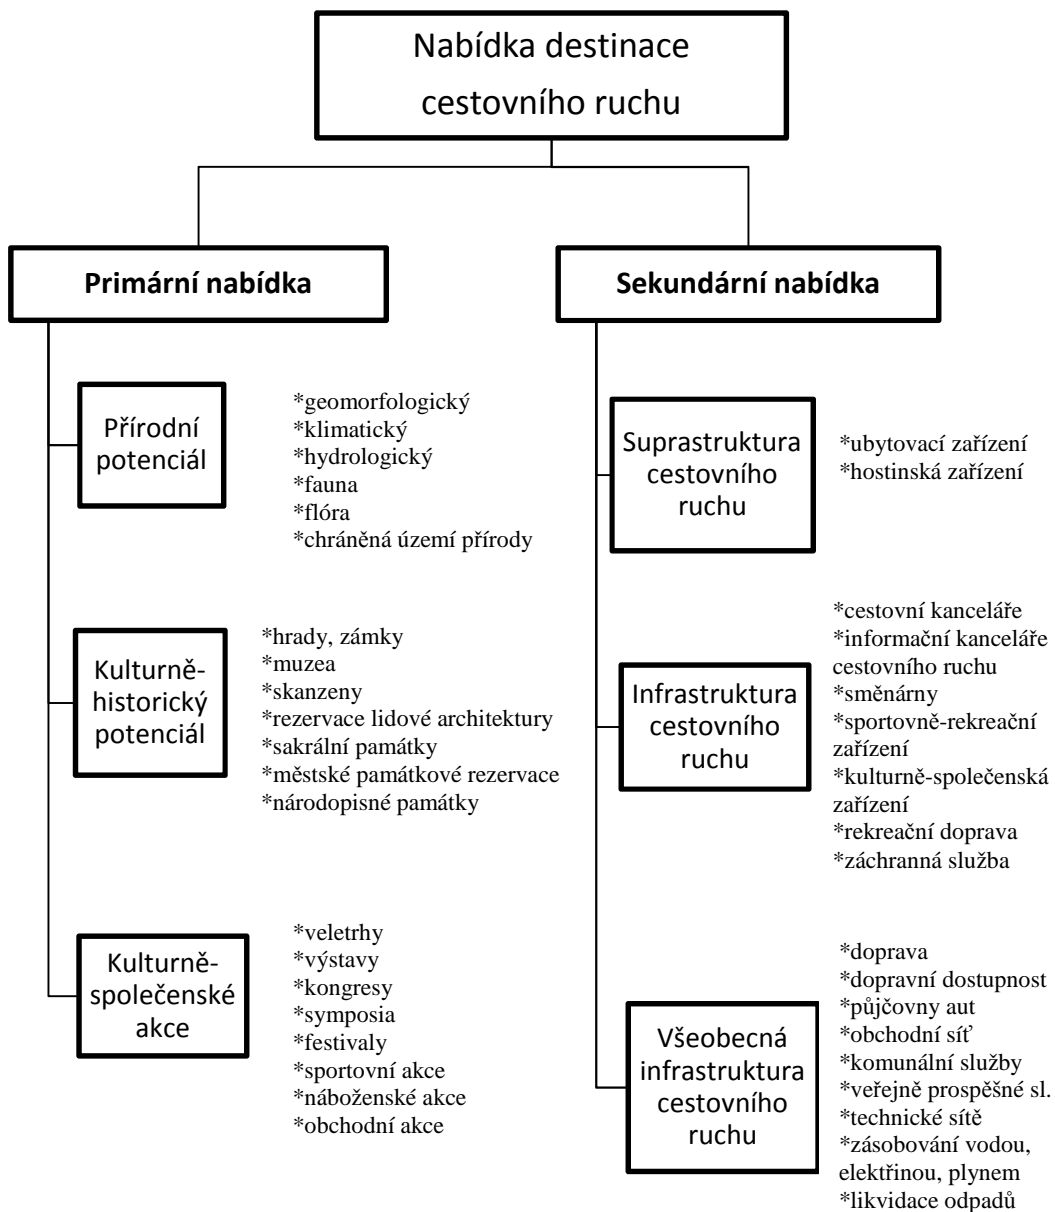 Nabídka destinace
cestovního ruchu
Primární nabídka
Přírodní
potenciál
*geomorfologický
*klimatický
*hydrologický
*fauna
*flóra
*chráněná území přírody
Kulturně-
historický
potenciál
*hrady, zámky
*muzea
*skanzeny
*rezervace lidové architektury
*sakrální památky
*městské památkové rezervace
*národopisné památky
Kulturně-
společenské
akce
*veletrhy
*výstavy
*kongresy
*symposia
*festivaly
*sportovní akce
*náboženské akce
*obchodní akce
Sekundární nabídka
Suprastruktura
cestovního
ruchu
*ubytovací zařízení
*hostinská zařízení
Infrastruktura
cestovního
ruchu
*cestovní kanceláře
*informační kanceláře
cestovního ruchu
*směnárny
*sportovně-rekreační
zařízení
*kulturně-společenská
zařízení
*rekreační doprava
*záchranná služba
Všeobecná
infrastruktura
cestovního
ruchu
*doprava
*dopravní dostupnost
*půjčovny aut
*obchodní síť
*komunální služby
*veřejně prospěšné sl.
*technické sítě
*zásobování vodou,
elektřinou, plynem
*likvidace odpadů